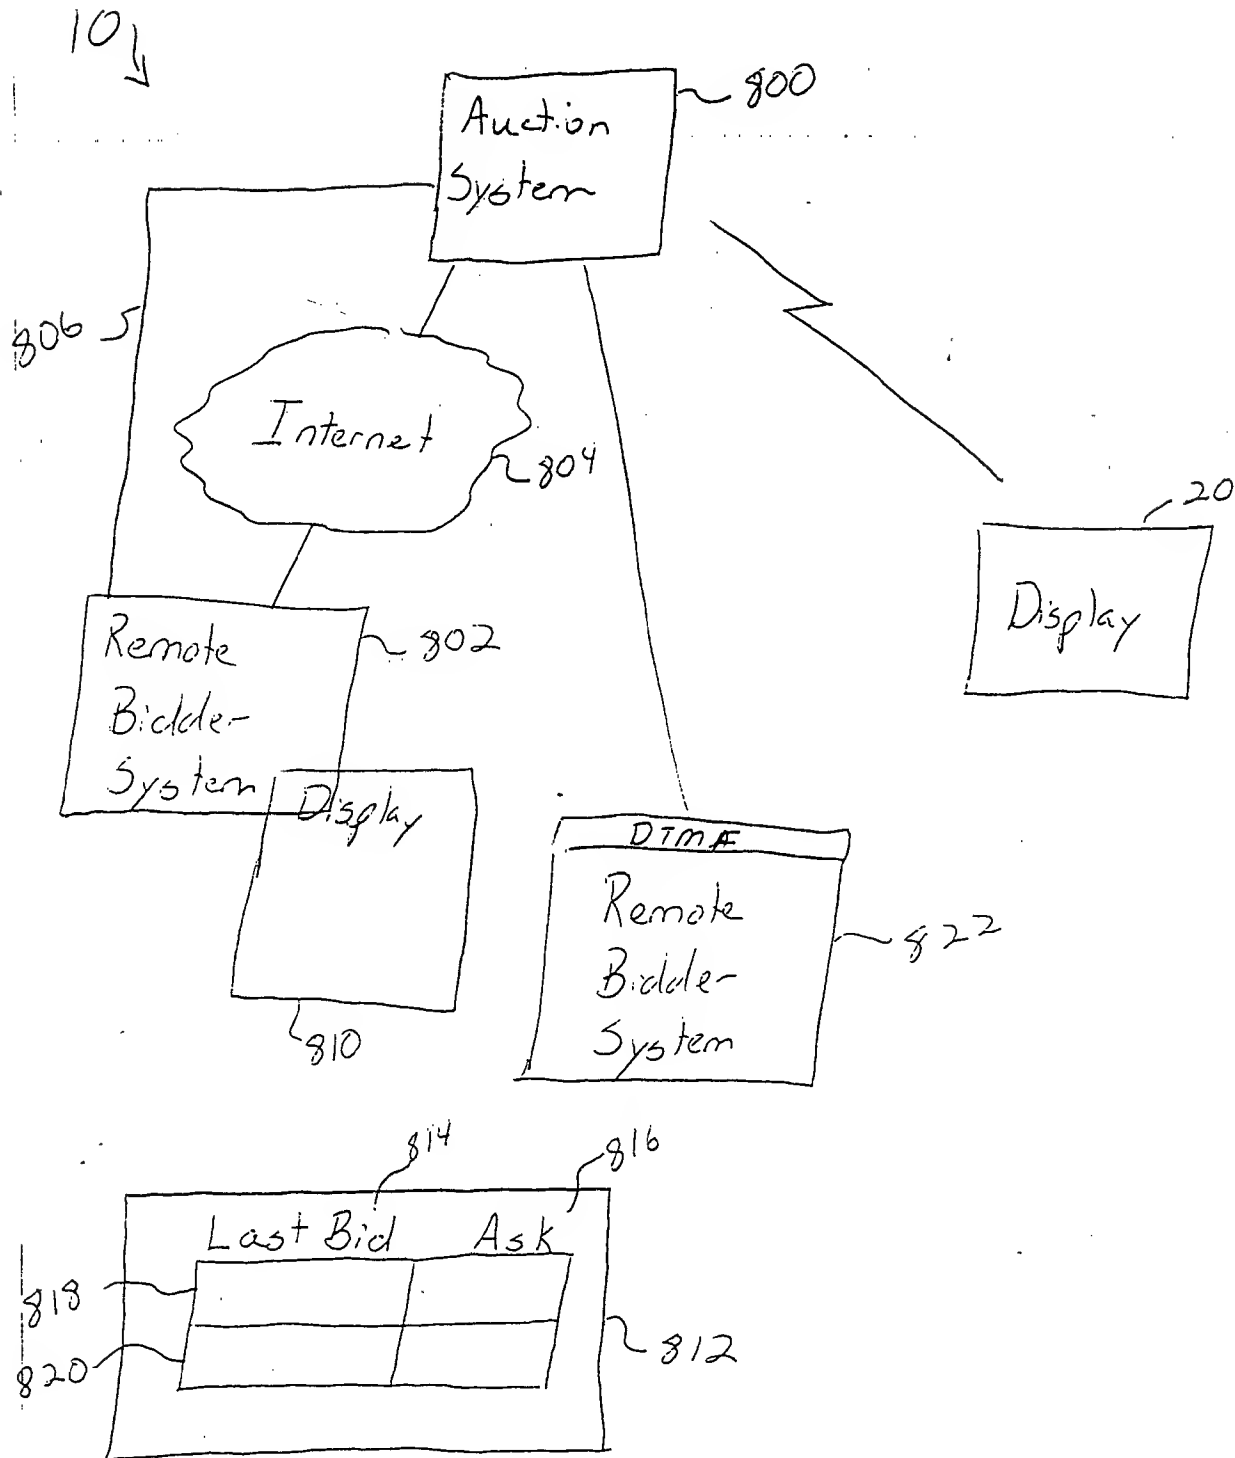 10
800
Auction
System
806
Internet
804
20
Display
Remote
Bidder
System
802
Display
810
DTMF
Remote
Bidder
System
822
814
816
Last Bid Ask
818
820
812